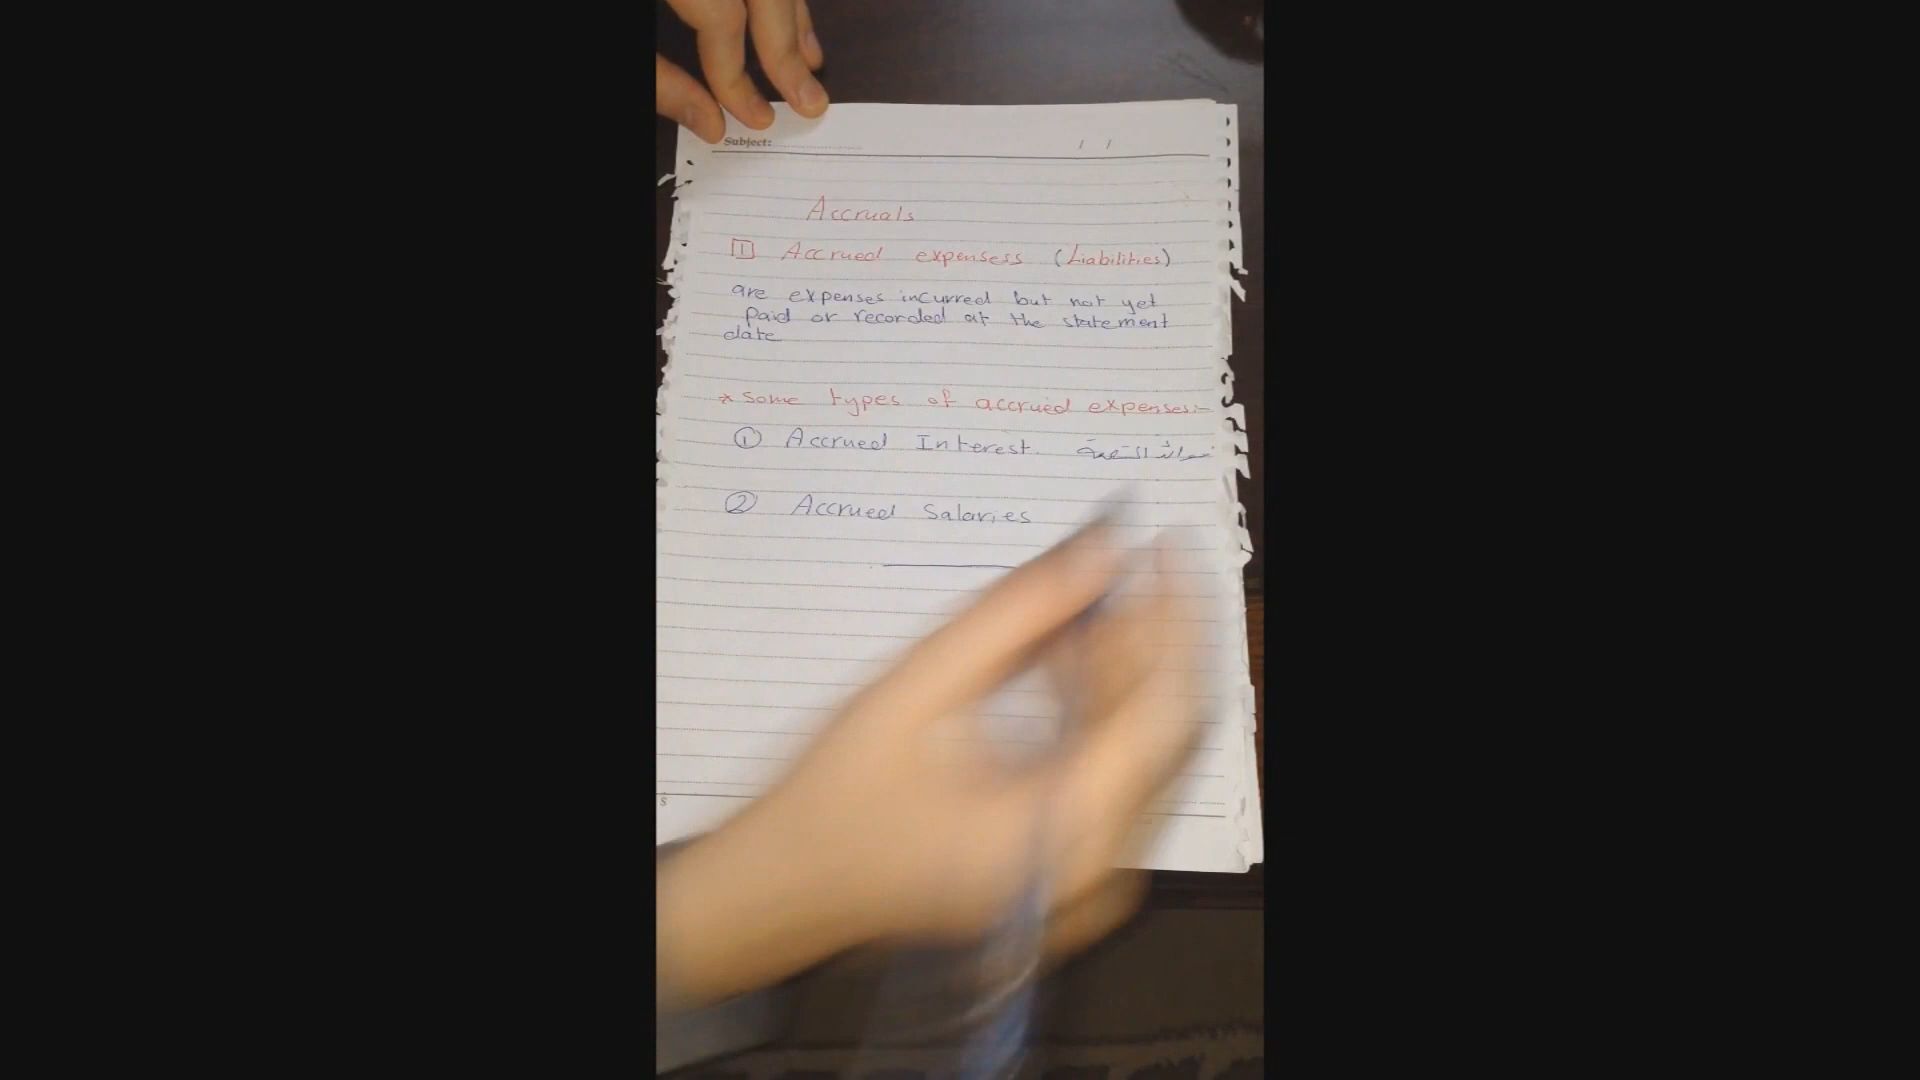 Subject:
/ /
Accruals
1 Accrued expensess (Liabilities)
are expenses incurred but not yet
Paid or recorded at the statement
date
* Some types of accrued expenses:-
① Accrued Interest.
② Accrued Salaries
8